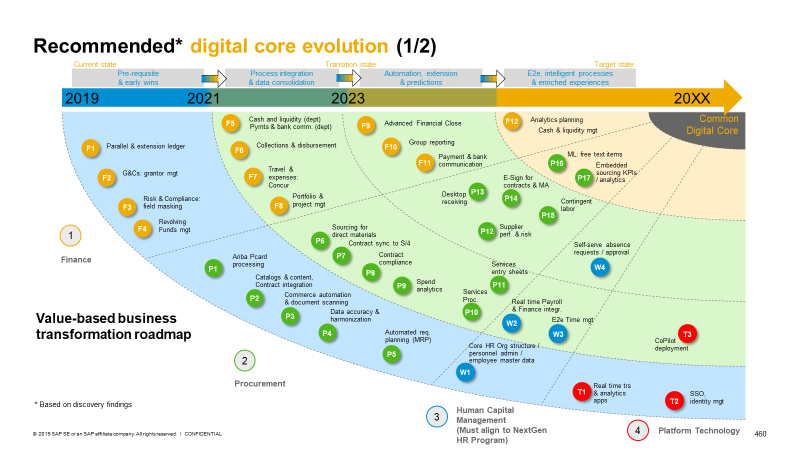 Recommended* digital core evolution (1/2)
Current state
Transition state
Target state
Pre-requisite
& early wins
Process integration
& data consolidation
Automation, extension
& predictions
E2e, intelligent processes
& enriched experiences
2019
2021
2023
20XX
Common
Digital Core
F1
Parallel & extension ledger
F2
G&Cs: grantor mgt
F3
Risk & Compliance:
field masking
F4
Revolving
Funds mgt
F5
Cash and liquidity (dept)
Pymts & bank comm. (dept)
F6
Collections & disbursement
F7
Travel &
expenses:
Concur
F8
Portfolio &
project mgt
F9
Advanced Financial Close
F10
Group reporting
F11
Payment & bank
communication
F12
Analytics planning
Cash & liquidity mgt
P16
ML: free text items
P17
Embedded
sourcing KPIs
/ analytics
P13
Desktop
receiving
P14
E-Sign for
contracts & MA
P15
Contingent
labor
P12
Supplier
perf. & risk
1
Finance
P1
Ariba Pcard
processing
P2
Catalogs & content,
Contract integration
P3
Commerce automation
& document scanning
P4
Data accuracy &
harmonization
P5
Automated req.
planning (MRP)
P6
Sourcing for
direct materials
P7
Contract sync. to S/4
P8
Contract
compliance
P9
Spend
analytics
P10
Services
Proc.
P11
Services
entry sheets
W4
Self-serve absence
requests / approval
W2
Real time Payroll
& Finance integr.
W3
E2e Time mgt
W1
Core HR Org structure /
personnel admin /
employee master data
T3
CoPilot
deployment
T1
Real time trs
& analytics
apps
T2
SSO,
identity mgt
Value-based business
transformation roadmap
2
Procurement
3
Human Capital
Management
(Must align to NextGen
HR Program)
4
Platform Technology
* Based on discovery findings
© 2019 SAP SE or an SAP affiliate company. All rights reserved. I CONFIDENTIAL
460